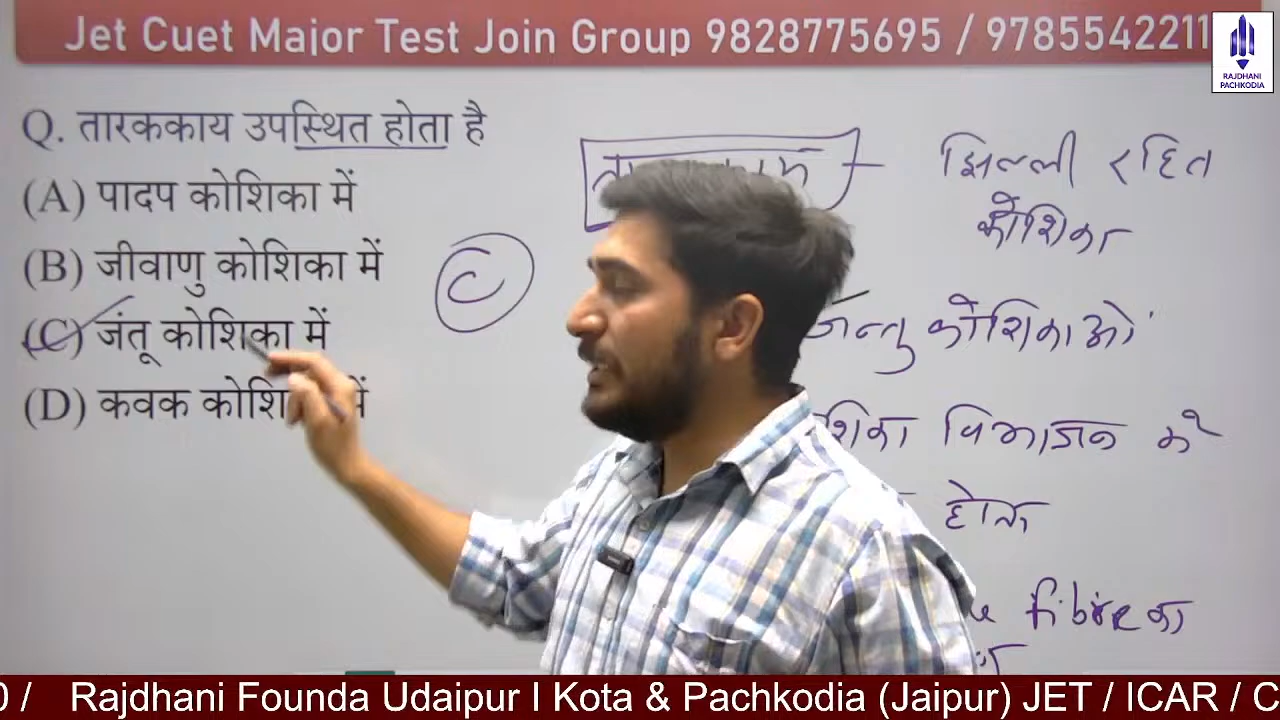 Jet Cuet Major Test Join Group 9828775695 / 9785542211
RAJDHANI
PACHKODIA
Q. तारककाय उपस्थित होता है
(A) पादप कोशिका में
(B) जीवाणु कोशिका में
(C) जंतू कोशिका में
(D) कवक कोशि में
C
झिल्ली रहित
कोशिका
जन्तु कोशिकाओं
शिका विभाजन में
होता
fibre का
0 / Rajdhani Founda Udaipur I Kota & Pachkodia (Jaipur) JET / ICAR / C